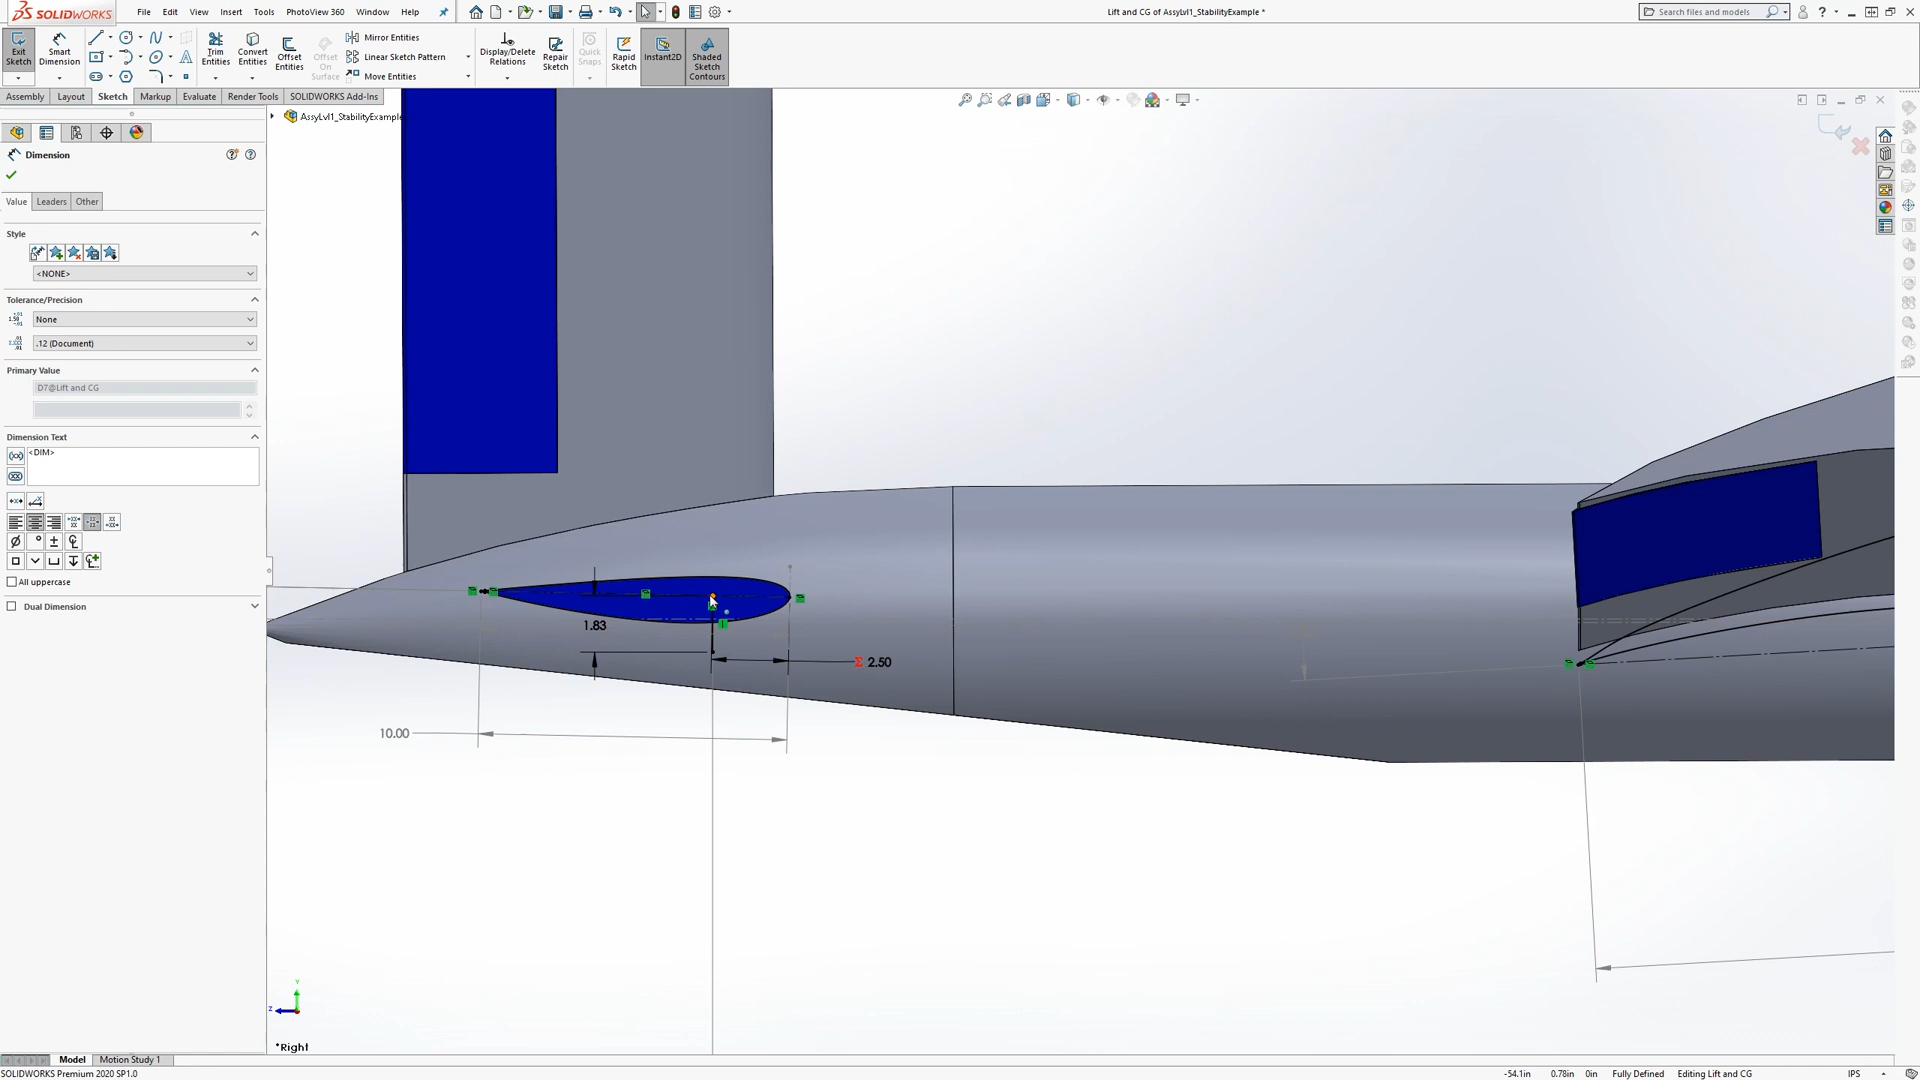 SOLIDWORKS File Edit View Insert Tools PhotoView 360 Window Help Lift and CG of AssyLvl1_StabilityExample * Search files and models
Exit Sketch Smart Dimension Trim Entities Convert Entities Offset Entities Offset On Surface Mirror Entities Linear Sketch Pattern Move Entities Display/Delete Relations Repair Sketch Quick Snaps Rapid Sketch Instant2D Shaded Sketch Contours
Assembly Layout Sketch Markup Evaluate Render Tools SOLIDWORKS Add-Ins
AssyLvl1_StabilityExample
Dimension
Value Leaders Other
Style
<NONE>
Tolerance/Precision
None
.12 (Document)
Primary Value
D7@Lift and CG
Dimension Text
<DIM>
All uppercase
Dual Dimension
1.83
Σ 2.50
10.00
Y
Z
*Right
Model Motion Study 1
SOLIDWORKS Premium 2020 SP1.0 -54.1in 0.78in 0in Fully Defined Editing Lift and CG IPS